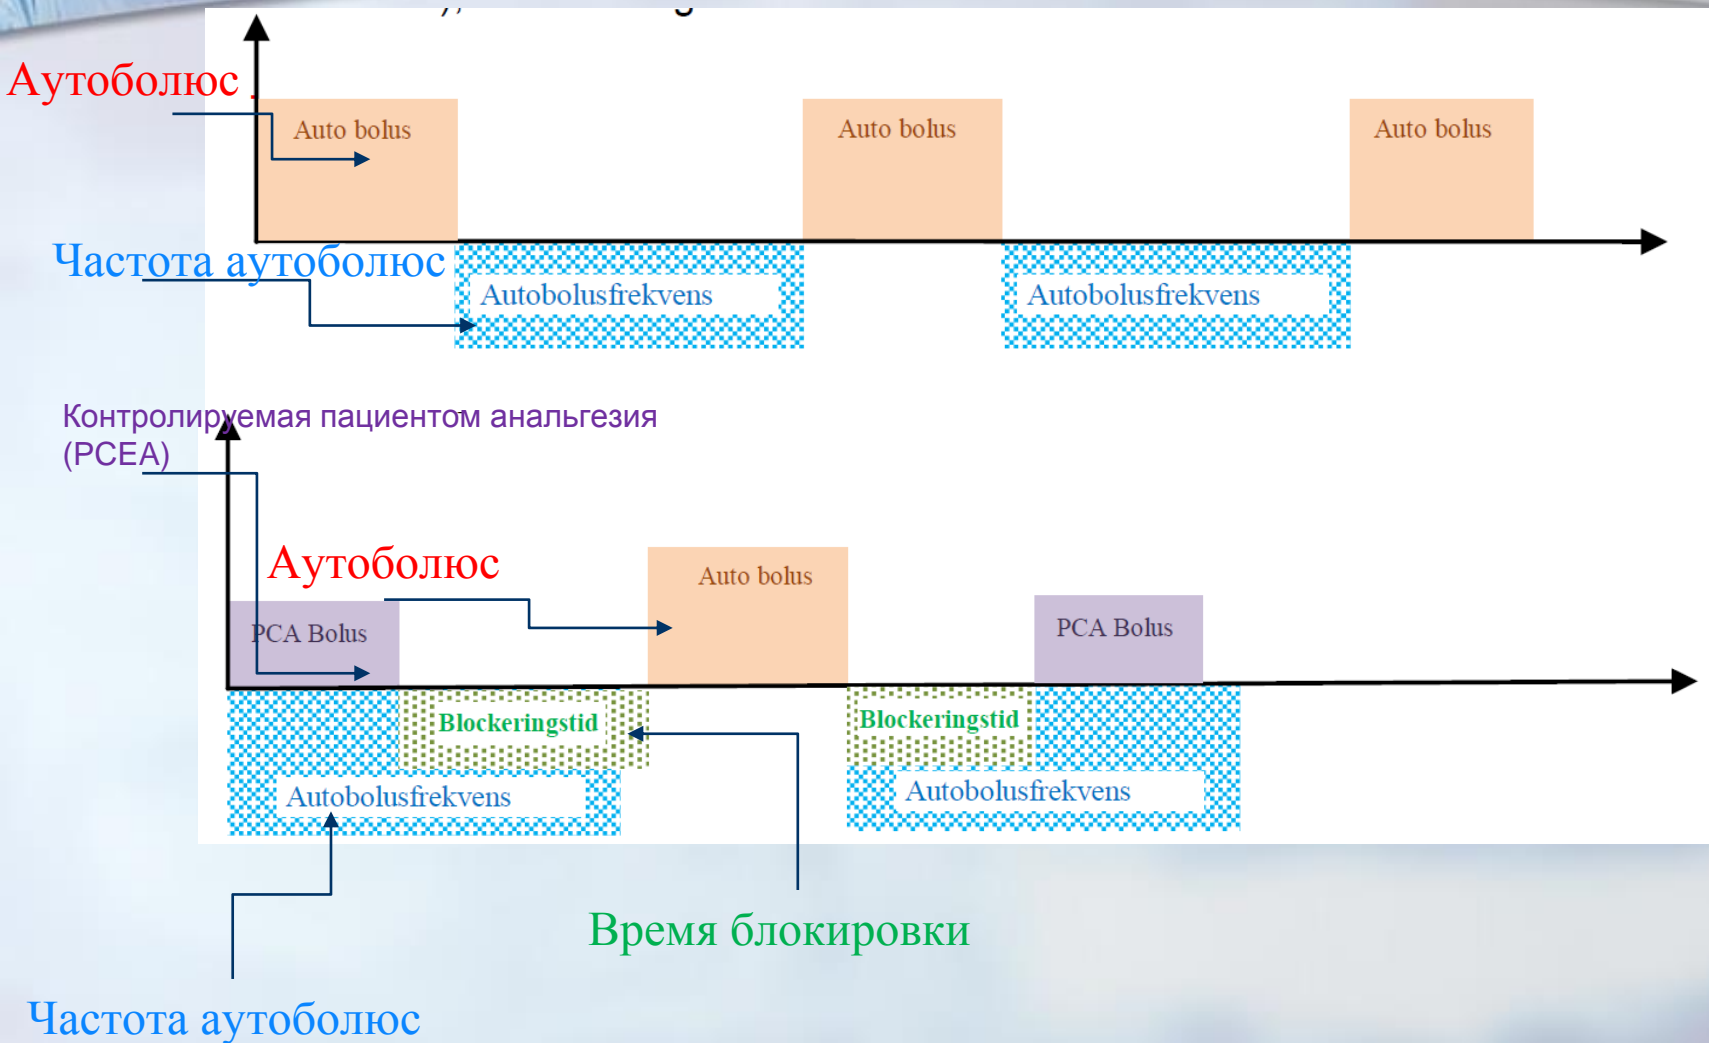 Аутоболюс
Auto bolus
Auto bolus
Auto bolus
Частота аутоболюс
Autobolusfrekvens
Autobolusfrekvens
Контролируемая пациентом анальгезия
(PCEA)
Аутоболюс
Auto bolus
PCA Bolus
PCA Bolus
Blockeringstid
Blockeringstid
Autobolusfrekvens
Autobolusfrekvens
Время блокировки
Частота аутоболюс